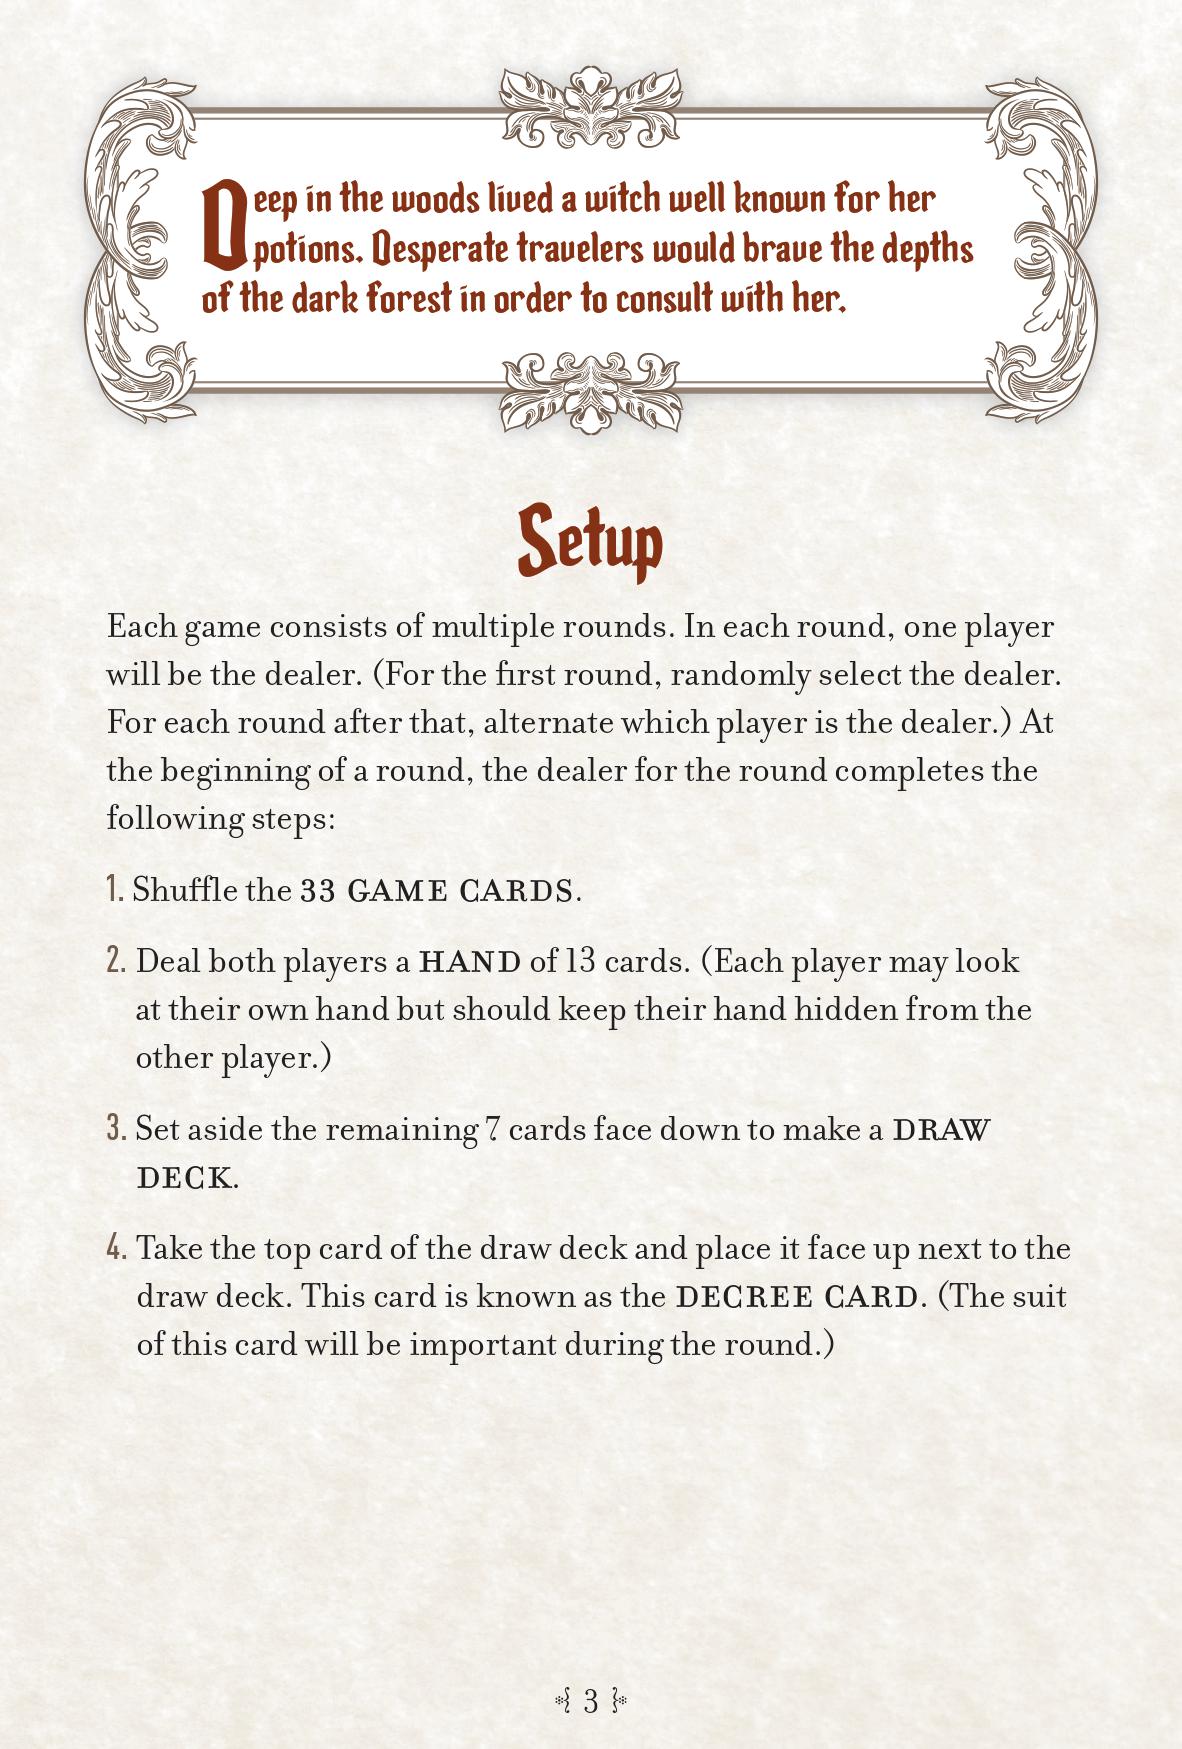 Deep in the woods lived a witch well known for her
potions. Desperate travelers would brave the depths
of the dark forest in order to consult with her.
Setup
Each game consists of multiple rounds. In each round, one player
will be the dealer. (For the first round, randomly select the dealer.
For each round after that, alternate which player is the dealer.) At
the beginning of a round, the dealer for the round completes the
following steps:
1. Shuffle the 33 GAME CARDS.
2. Deal both players a HAND of 13 cards. (Each player may look
at their own hand but should keep their hand hidden from the
other player.)
3. Set aside the remaining 7 cards face down to make a DRAW
DECK.
4. Take the top card of the draw deck and place it face up next to the
draw deck. This card is known as the DECREE CARD. (The suit
of this card will be important during the round.)
3